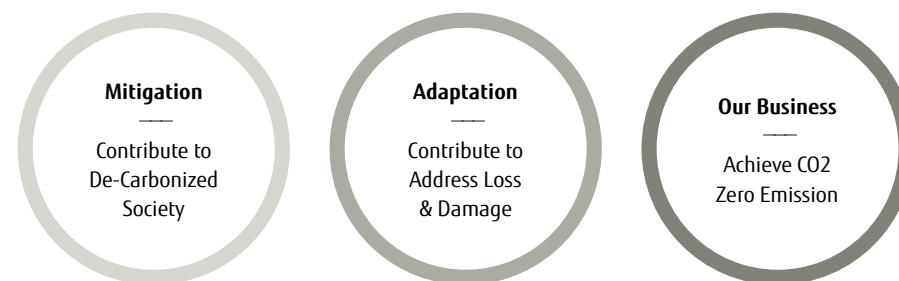 Mitigation
Contribute to
De-Carbonized
Society
Adaptation
Contribute to
Address Loss
& Damage
Our Business
Achieve CO2
Zero Emission